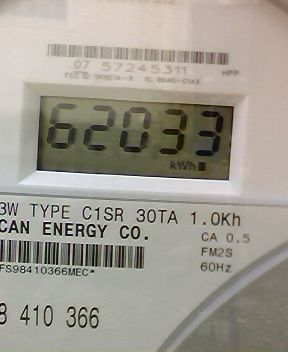 07 57245311
62033
kWh
3W TYPE C1SR 30TA 1.0Kh
CAN ENERGY CO.
CA 0.5
FM2S
FS98410366MEC*
60Hz
8 410 366